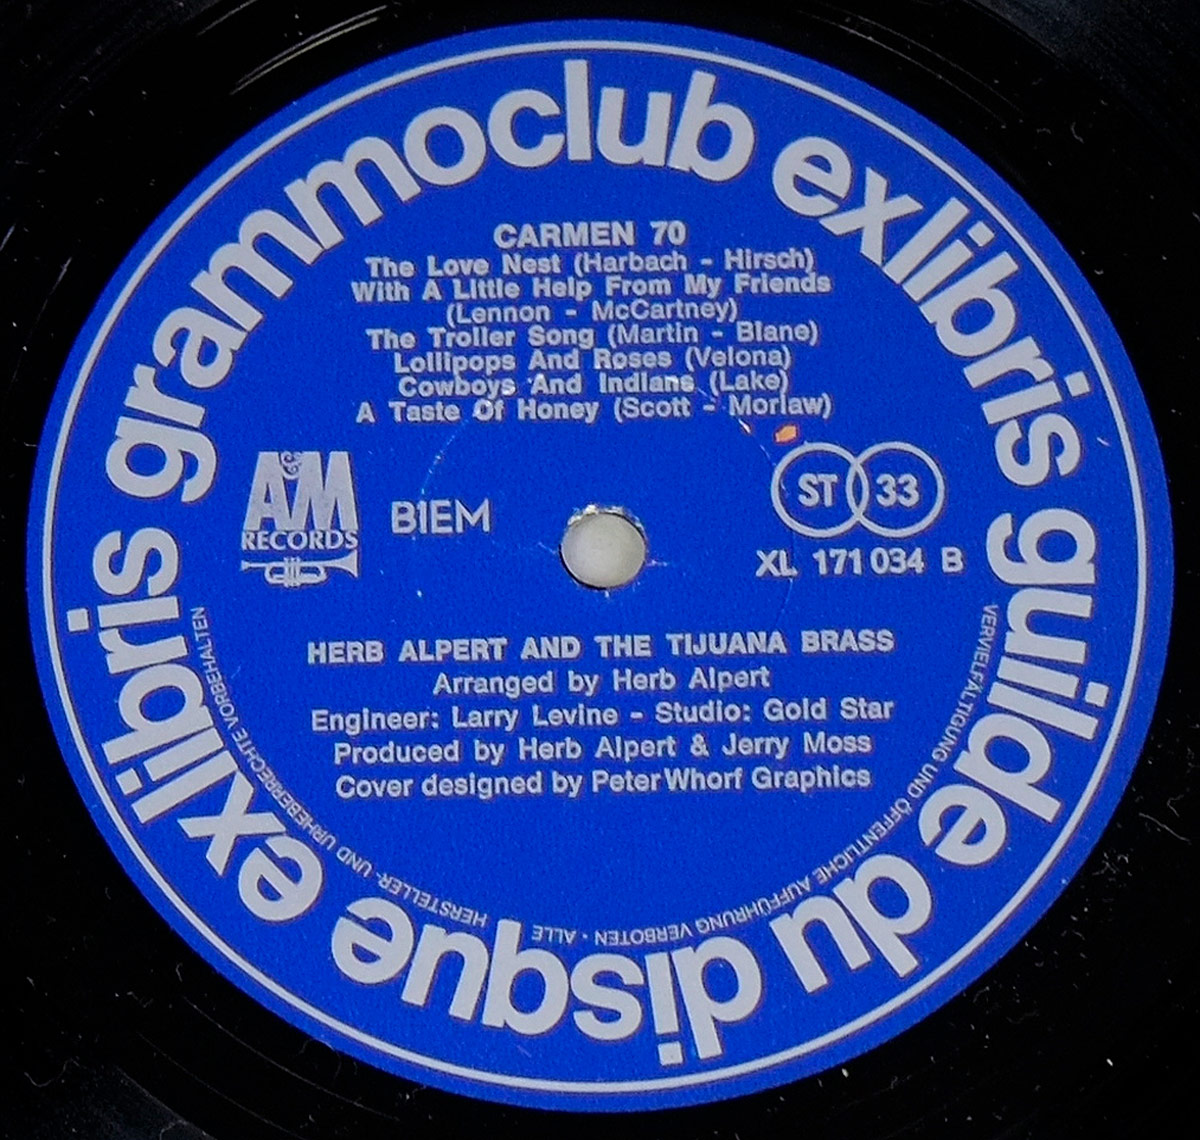 grammoclub exlibris guilde du disque exlibris
CARMEN 70
The Love Nest (Harbach - Hirsch)
With A Little Help From My Friends
(Lennon - McCartney)
The Troller Song (Martin - Blane)
Lollipops And Roses (Velona)
Cowboys And Indians (Lake)
A Taste Of Honey (Scott - Morlaw)
A&M
RECORDS
BIEM
ST 33
XL 171 034 B
HERB ALPERT AND THE TIJUANA BRASS
Arranged by Herb Alpert
Engineer: Larry Levine - Studio: Gold Star
Produced by Herb Alpert & Jerry Moss
Cover designed by Peter Whorf Graphics
ALLE HERSTELLER- UND URHEBERRECHTE VORBEHALTEN
VERVIELFÄLTIGUNG UND ÖFFENTLICHE AUFFÜHRUNG VERBOTEN ·